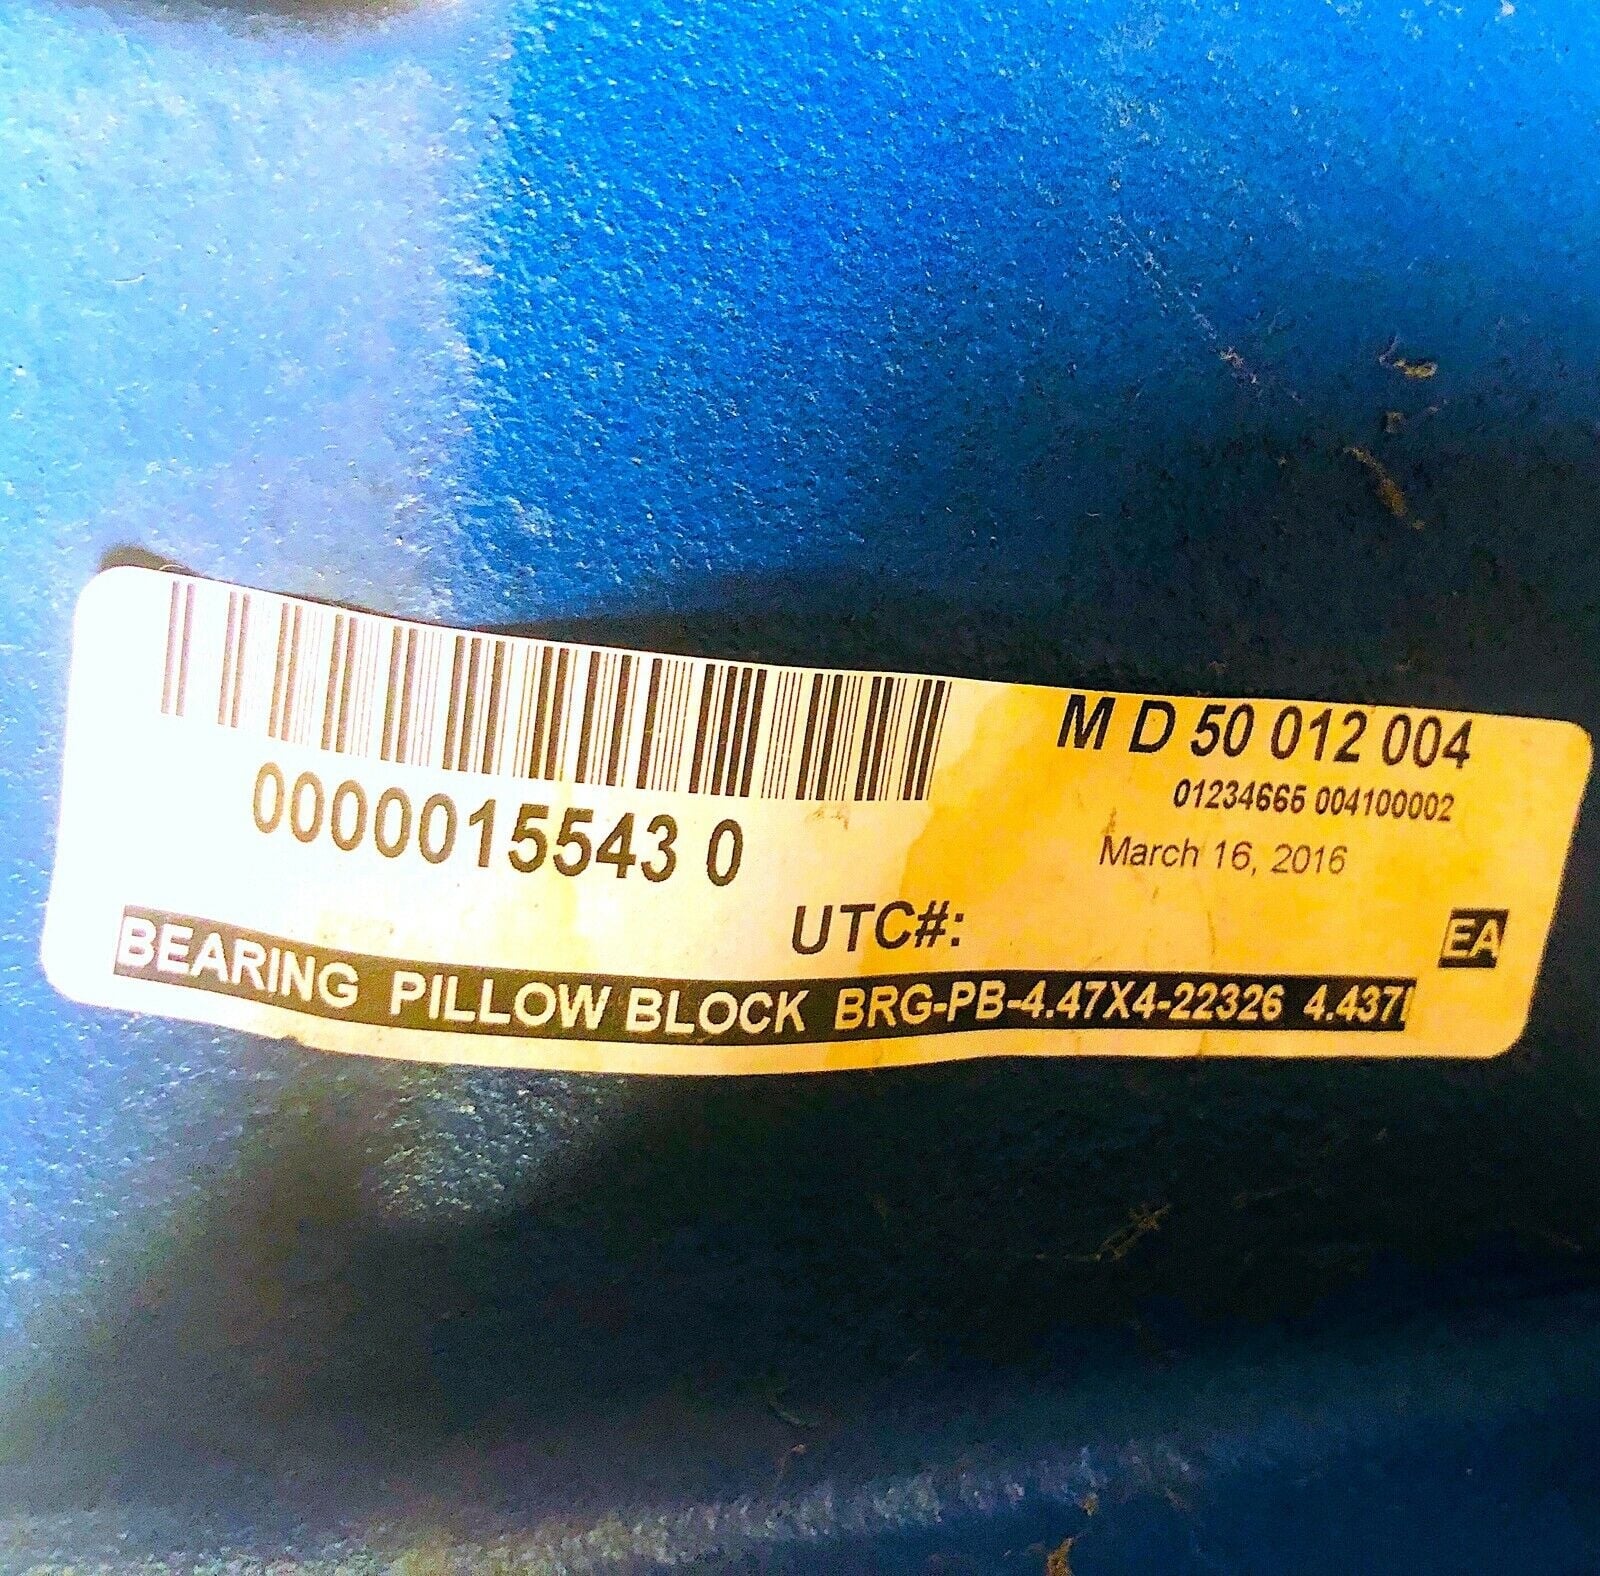 0000015543 0
M D 50 012 004
01234665 004100002
March 16, 2016
UTC#:
EA
BEARING PILLOW BLOCK BRG-PB-4.47X4-22326 4.437